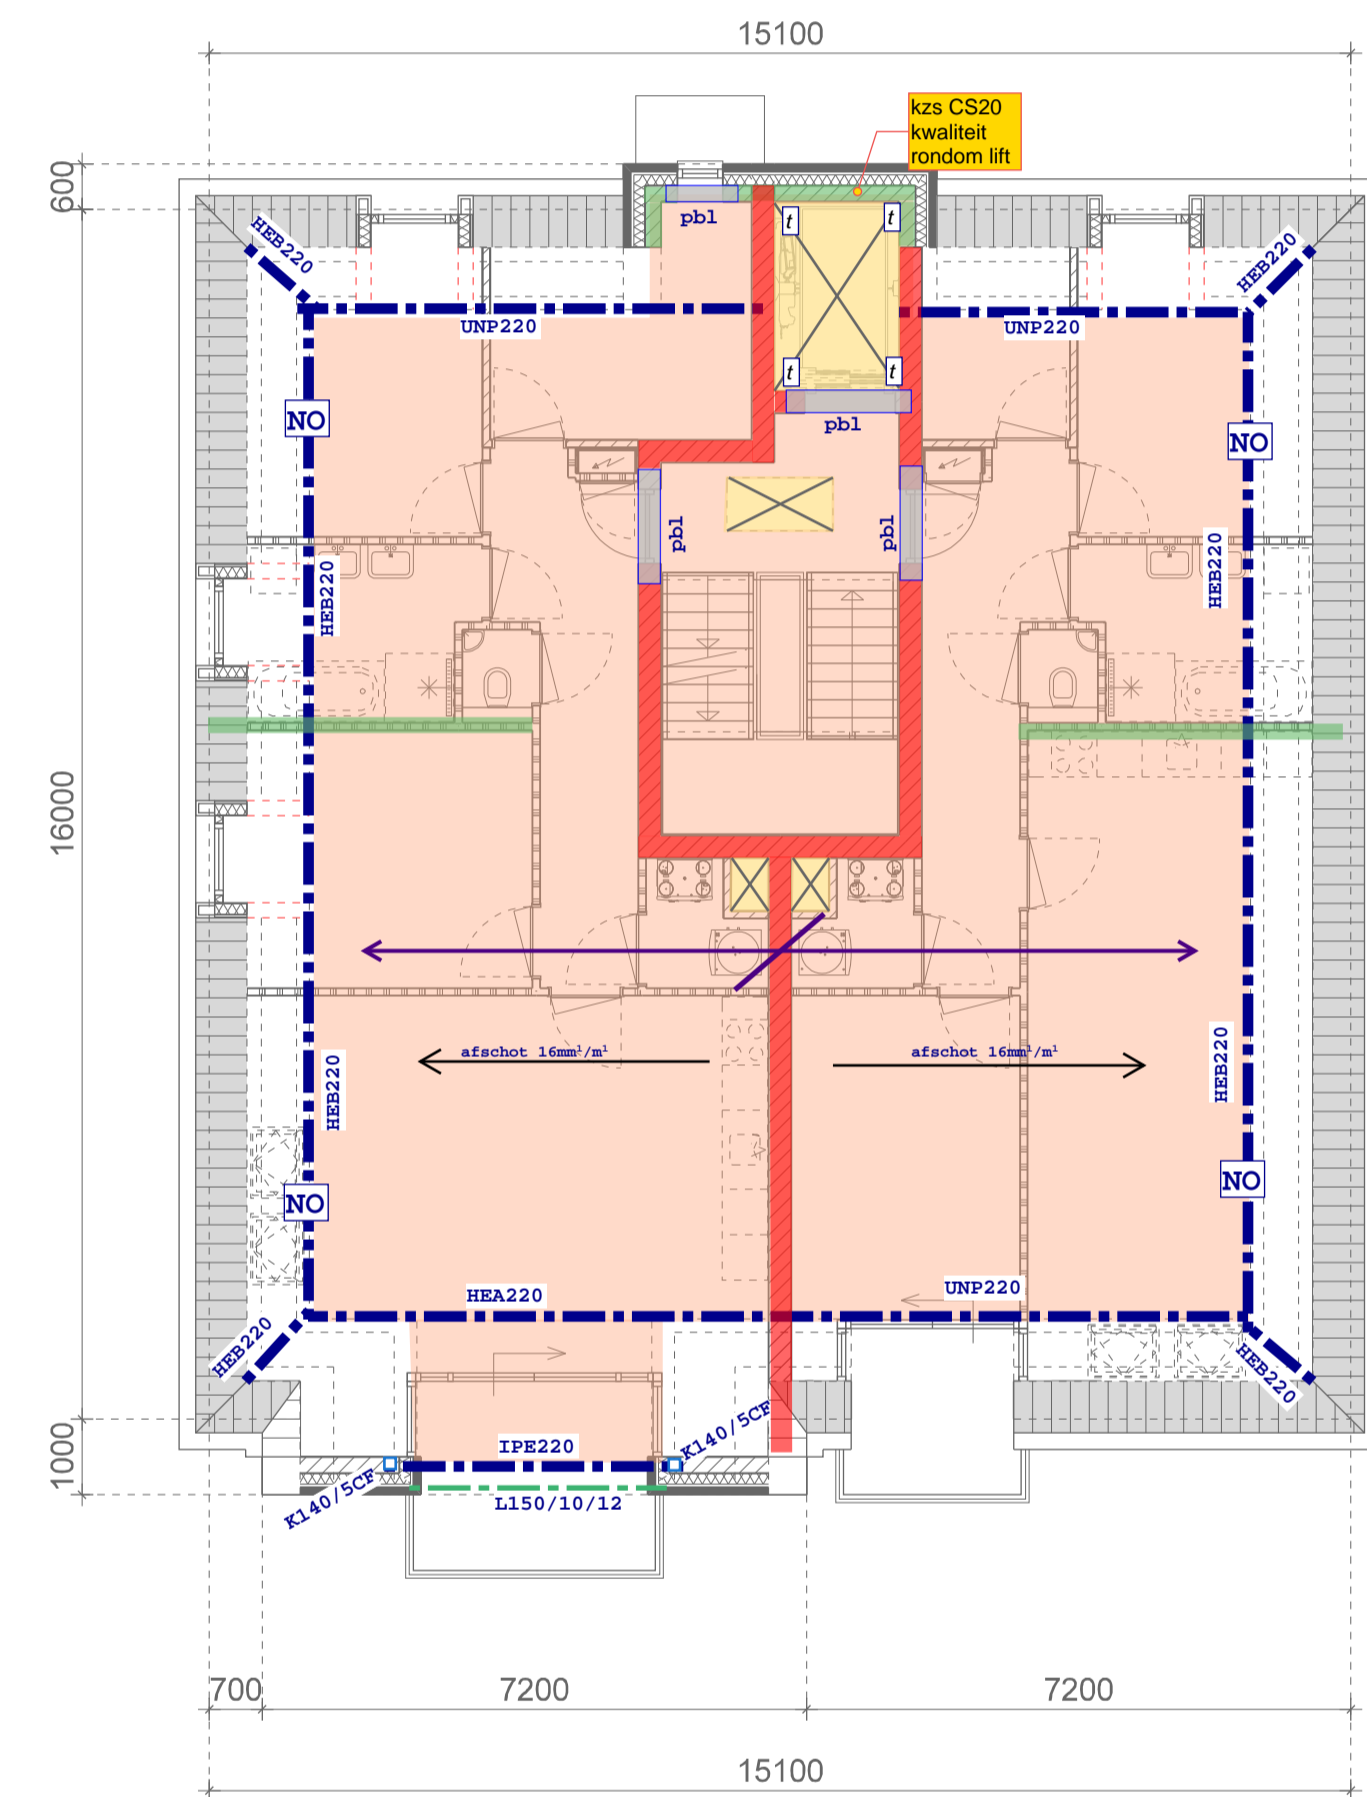 15100
kzs CS20
kwaliteit
rondom lift
600
HEB220
pbl
t
t
HEB220
UNP220
UNP220
t
t
NO
pbl
NO
pbl
pbl
HEB220
HEB220
16000
afschot 16mm¹/m¹
afschot 16mm¹/m¹
HEB220
HEB220
NO
NO
HEA220
UNP220
HEB220
HEB220
1000
K140/5CF
IPE220
K140/5CF
L150/10/12
700
7200
7200
15100